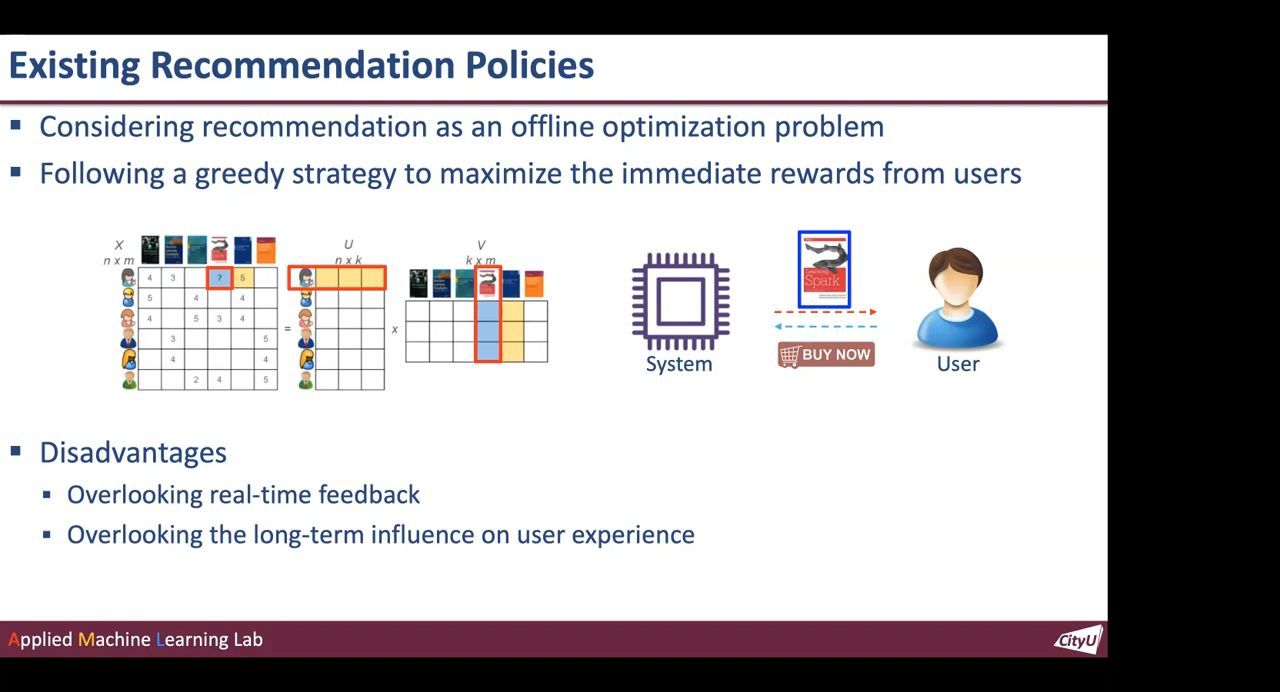 Existing Recommendation Policies
▪ Considering recommendation as an offline optimization problem
▪ Following a greedy strategy to maximize the immediate rewards from users
X
n x m
U
n x k
V
k x m
4 3 ? 5
5 4 4
4 5 3 4
3 5
4 4
2 4 5
=
x
Learning
Spark
BUY NOW
System
User
▪ Disadvantages
▪ Overlooking real-time feedback
▪ Overlooking the long-term influence on user experience
Applied Machine Learning Lab
CityU